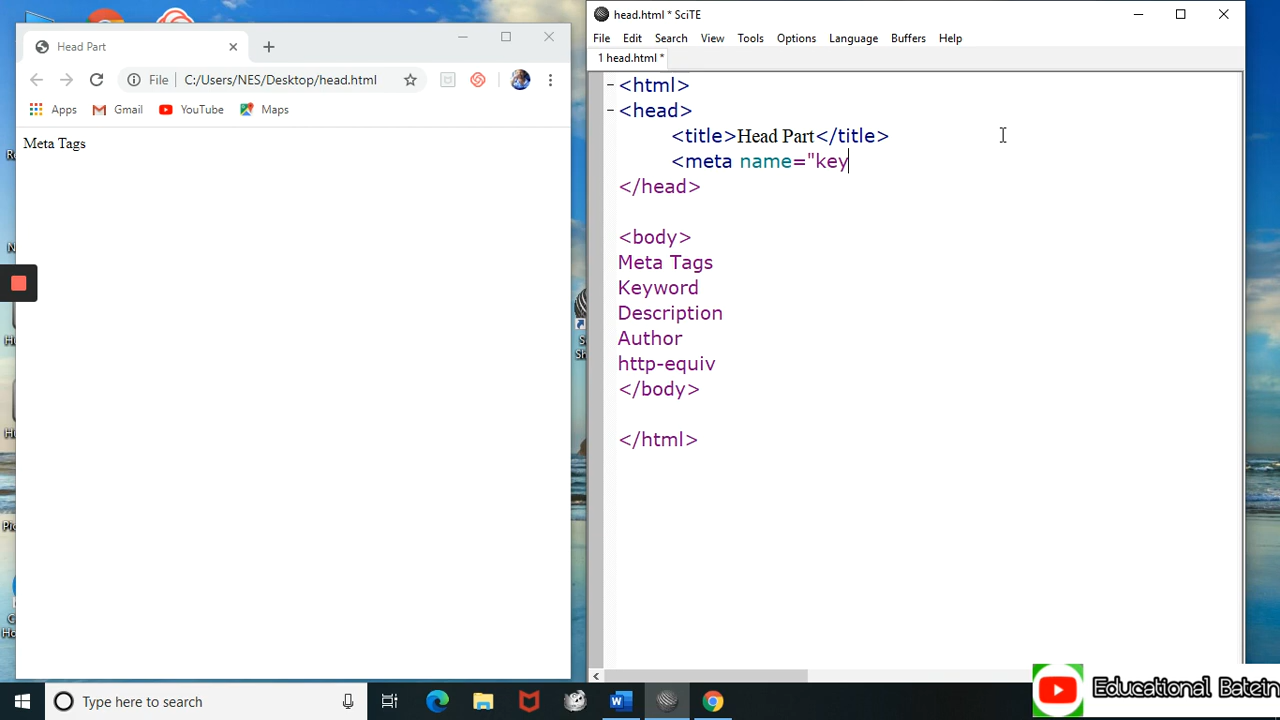 Head Part
File
C:/Users/NES/Desktop/head.html
Apps
Gmail
YouTube
Maps
Meta Tags
head.html * SciTE
File Edit Search View Tools Options Language Buffers Help
1 head.html *
<html>
<head>
<title>Head Part</title>
<meta name="key
</head>
<body>
Meta Tags
Keyword
Description
Author
http-equiv
</body>
</html>
Type here to search
Educational Batein